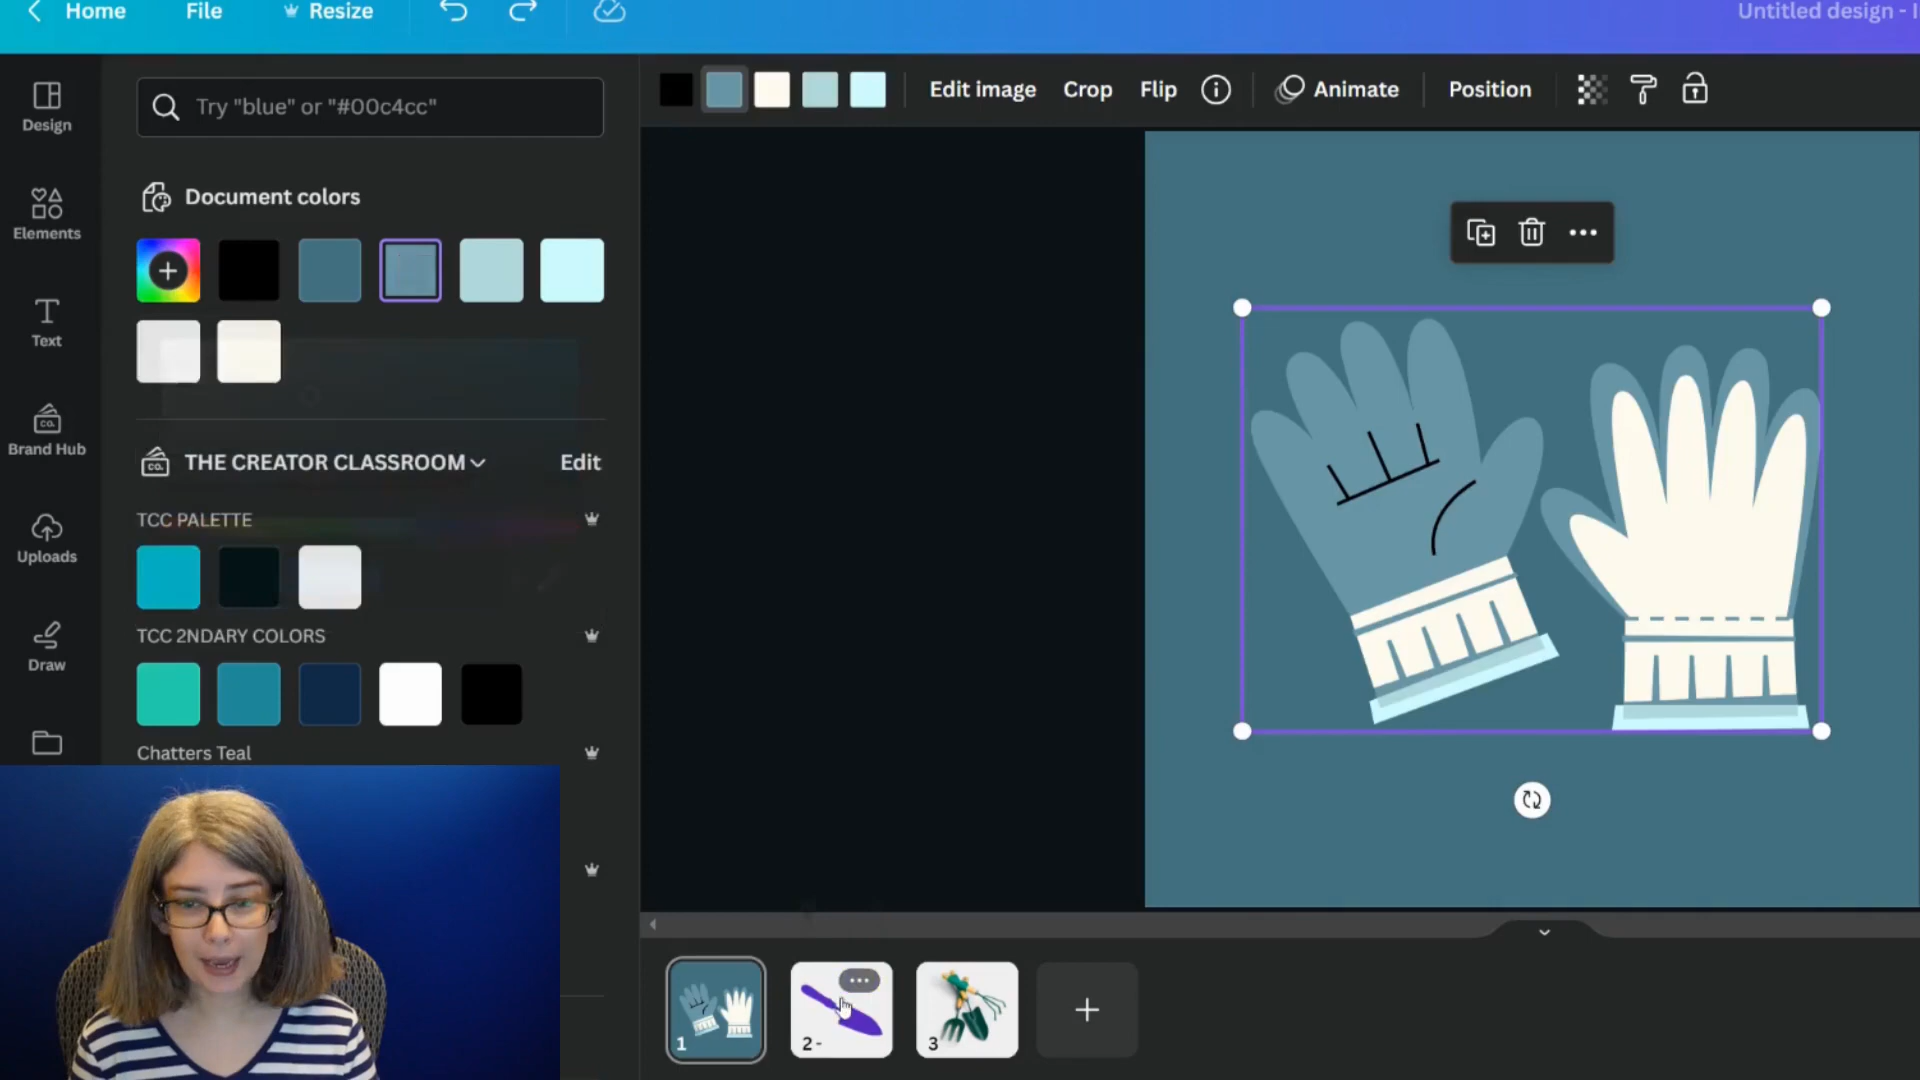 Home File Resize Untitled design - I
Design
Elements
Text
Brand Hub
Uploads
Draw
Try "blue" or "#00c4cc"
Document colors
CO. THE CREATOR CLASSROOM Edit
TCC PALETTE
TCC 2NDARY COLORS
Chatters Teal
Edit image Crop Flip Animate Position
1 2 - 3